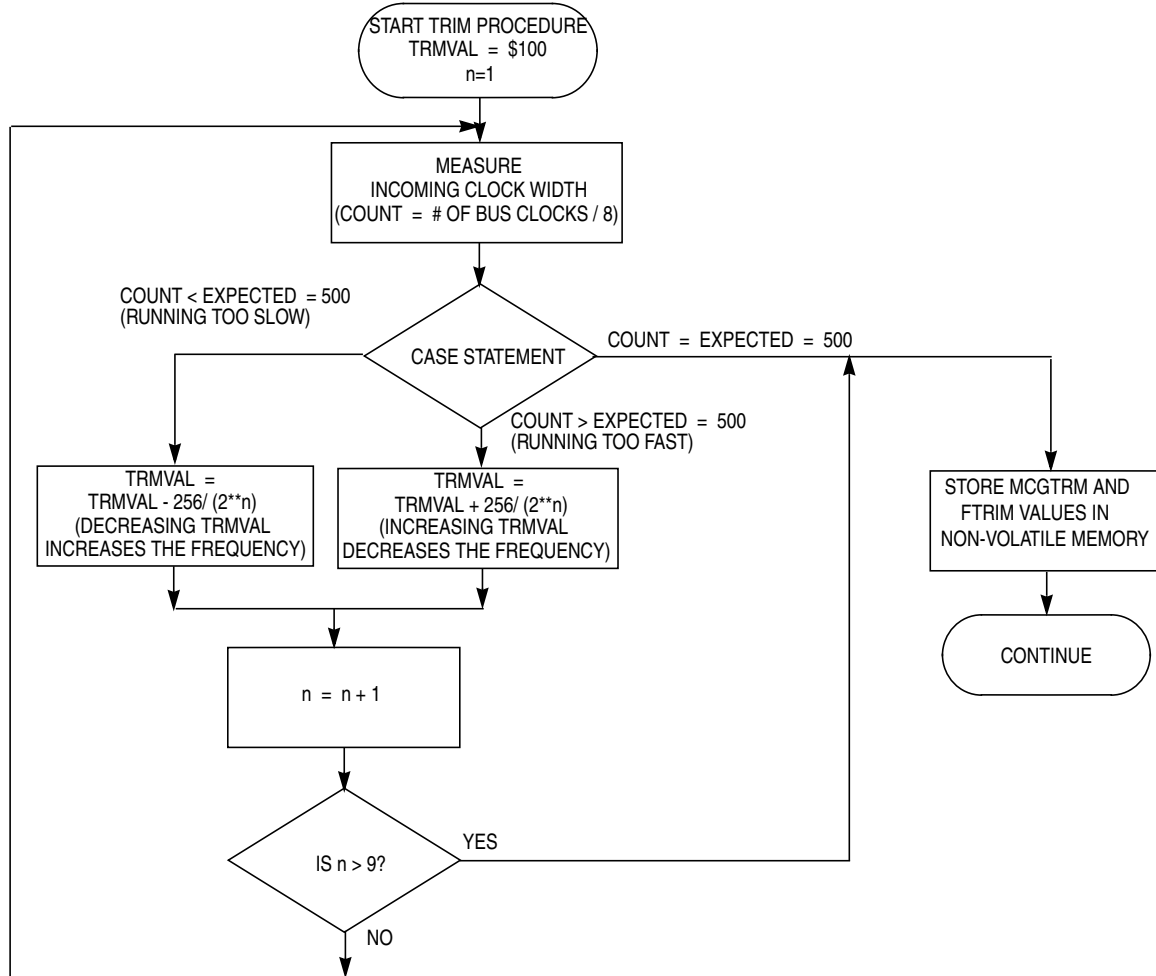 START TRIM PROCEDURE
TRMVAL = $100
n=1
MEASURE
INCOMING CLOCK WIDTH
(COUNT = # OF BUS CLOCKS / 8)
COUNT < EXPECTED = 500
(RUNNING TOO SLOW)
CASE STATEMENT
COUNT = EXPECTED = 500
COUNT > EXPECTED = 500
(RUNNING TOO FAST)
TRMVAL =
TRMVAL - 256/ (2**n)
(DECREASING TRMVAL
INCREASES THE FREQUENCY)
TRMVAL =
TRMVAL + 256/ (2**n)
(INCREASING TRMVAL
DECREASES THE FREQUENCY)
STORE MCGTRM AND
FTRIM VALUES IN
NON-VOLATILE MEMORY
CONTINUE
n = n + 1
IS n > 9?
YES
NO